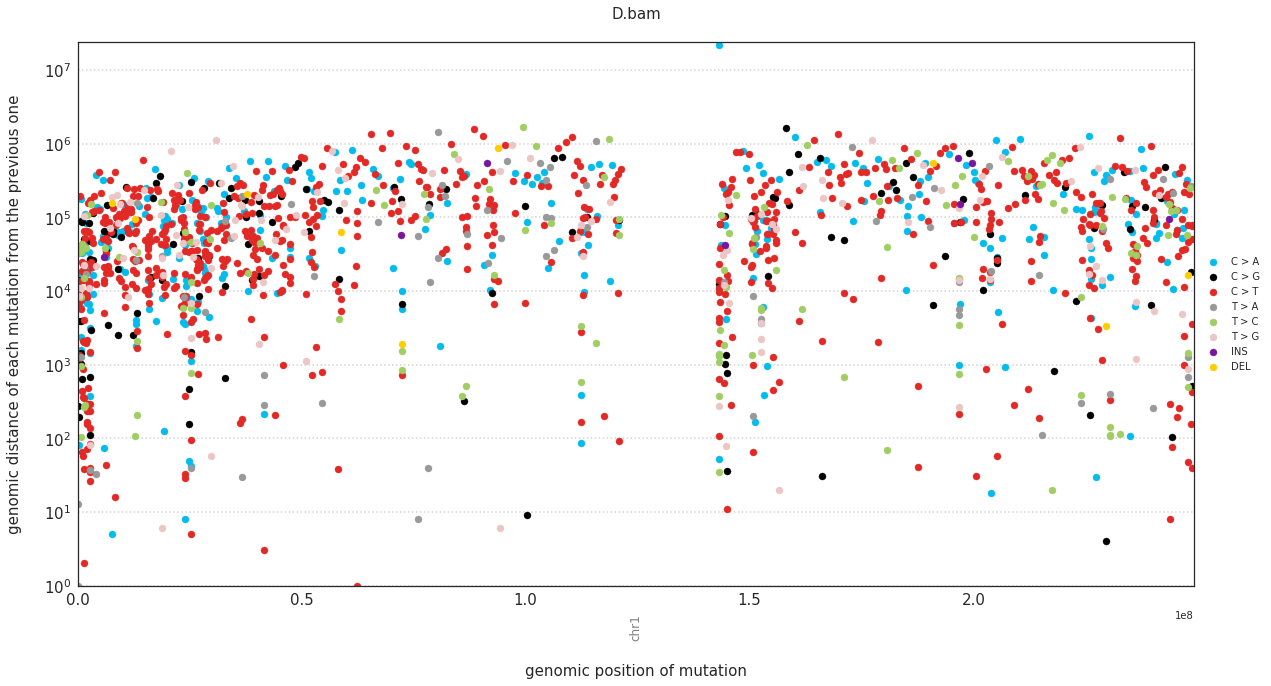 D.bam
genomic distance of each mutation from the previous one
10⁷
10⁶
10⁵
10⁴
10³
10²
10¹
10⁰
0.0
0.5
1.0
1.5
2.0
1e8
chr1
genomic position of mutation
C > A
C > G
C > T
T > A
T > C
T > G
INS
DEL